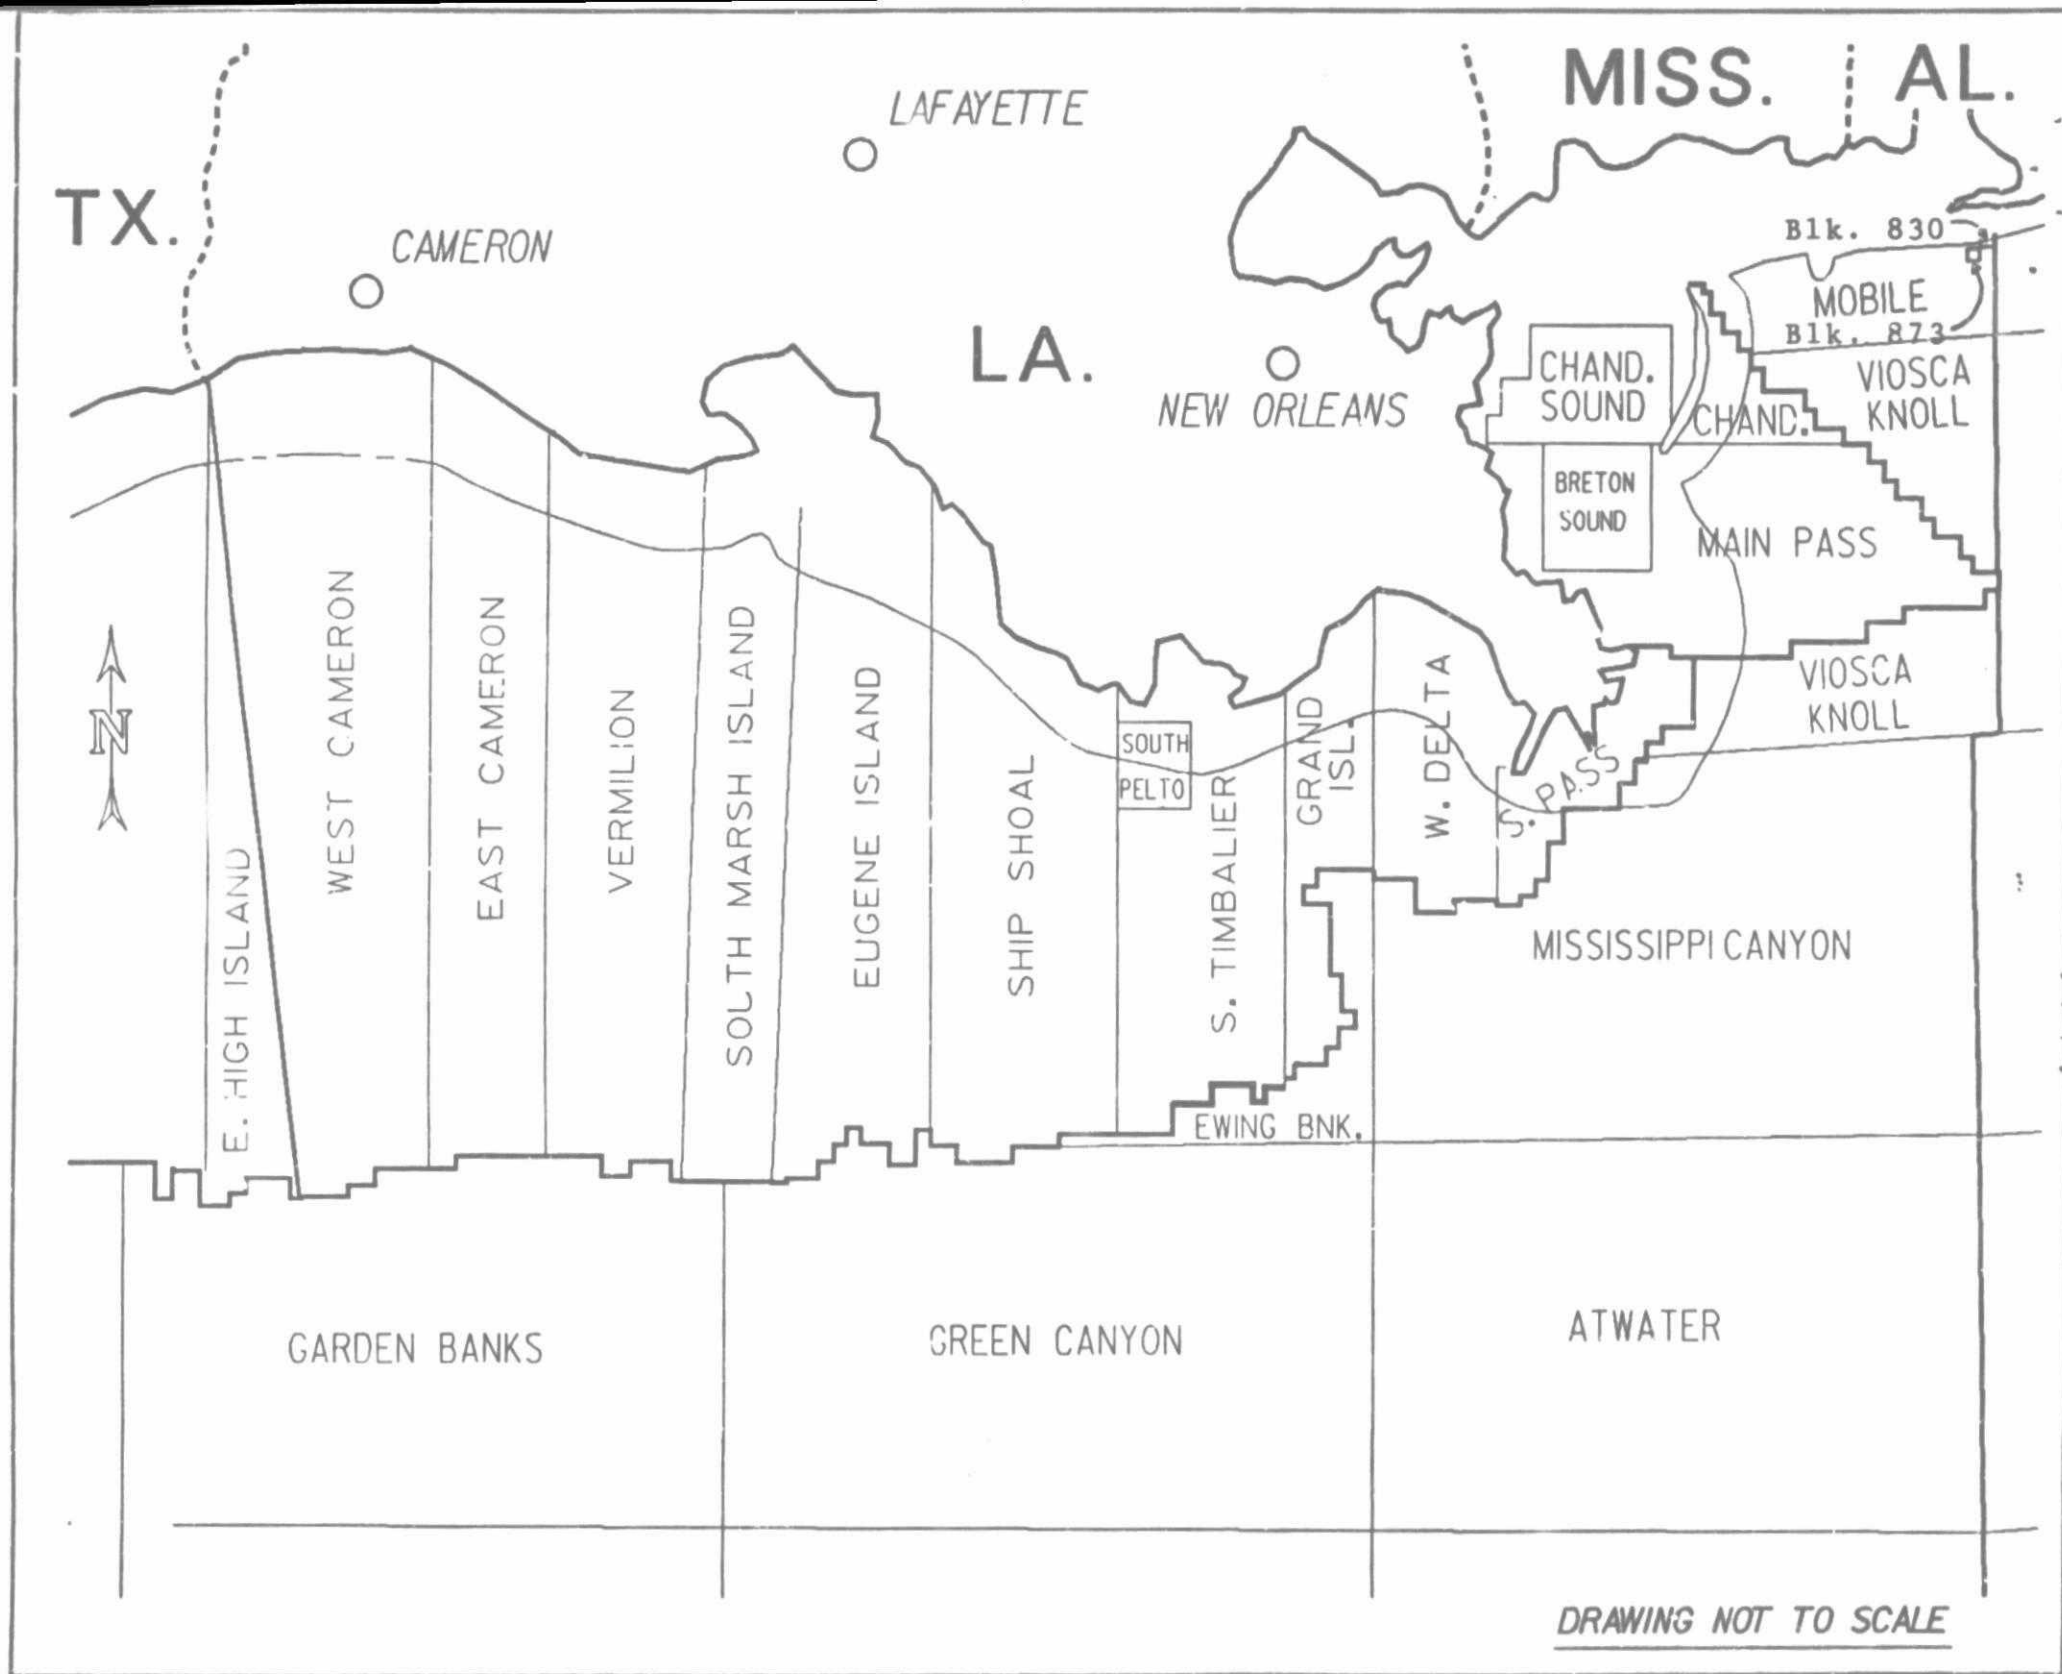 MISS.
AL.
LAFAYETTE
TX.
CAMERON
Blk. 830
MOBILE
Blk. 873
LA.
NEW ORLEANS
CHAND.
SOUND
CHAND.
VIOSCA
KNOLL
BRETON
SOUND
MAIN PASS
VIOSCA
KNOLL
N
E. HIGH ISLAND
WEST CAMERON
EAST CAMERON
VERMILION
SOUTH MARSH ISLAND
EUGENE ISLAND
SHIP SHOAL
SOUTH
PELTO
S. TIMBALIER
GRAND
ISL.
W. DELTA
S. PASS
MISSISSIPPI CANYON
EWING BNK.
GARDEN BANKS
GREEN CANYON
ATWATER
DRAWING NOT TO SCALE